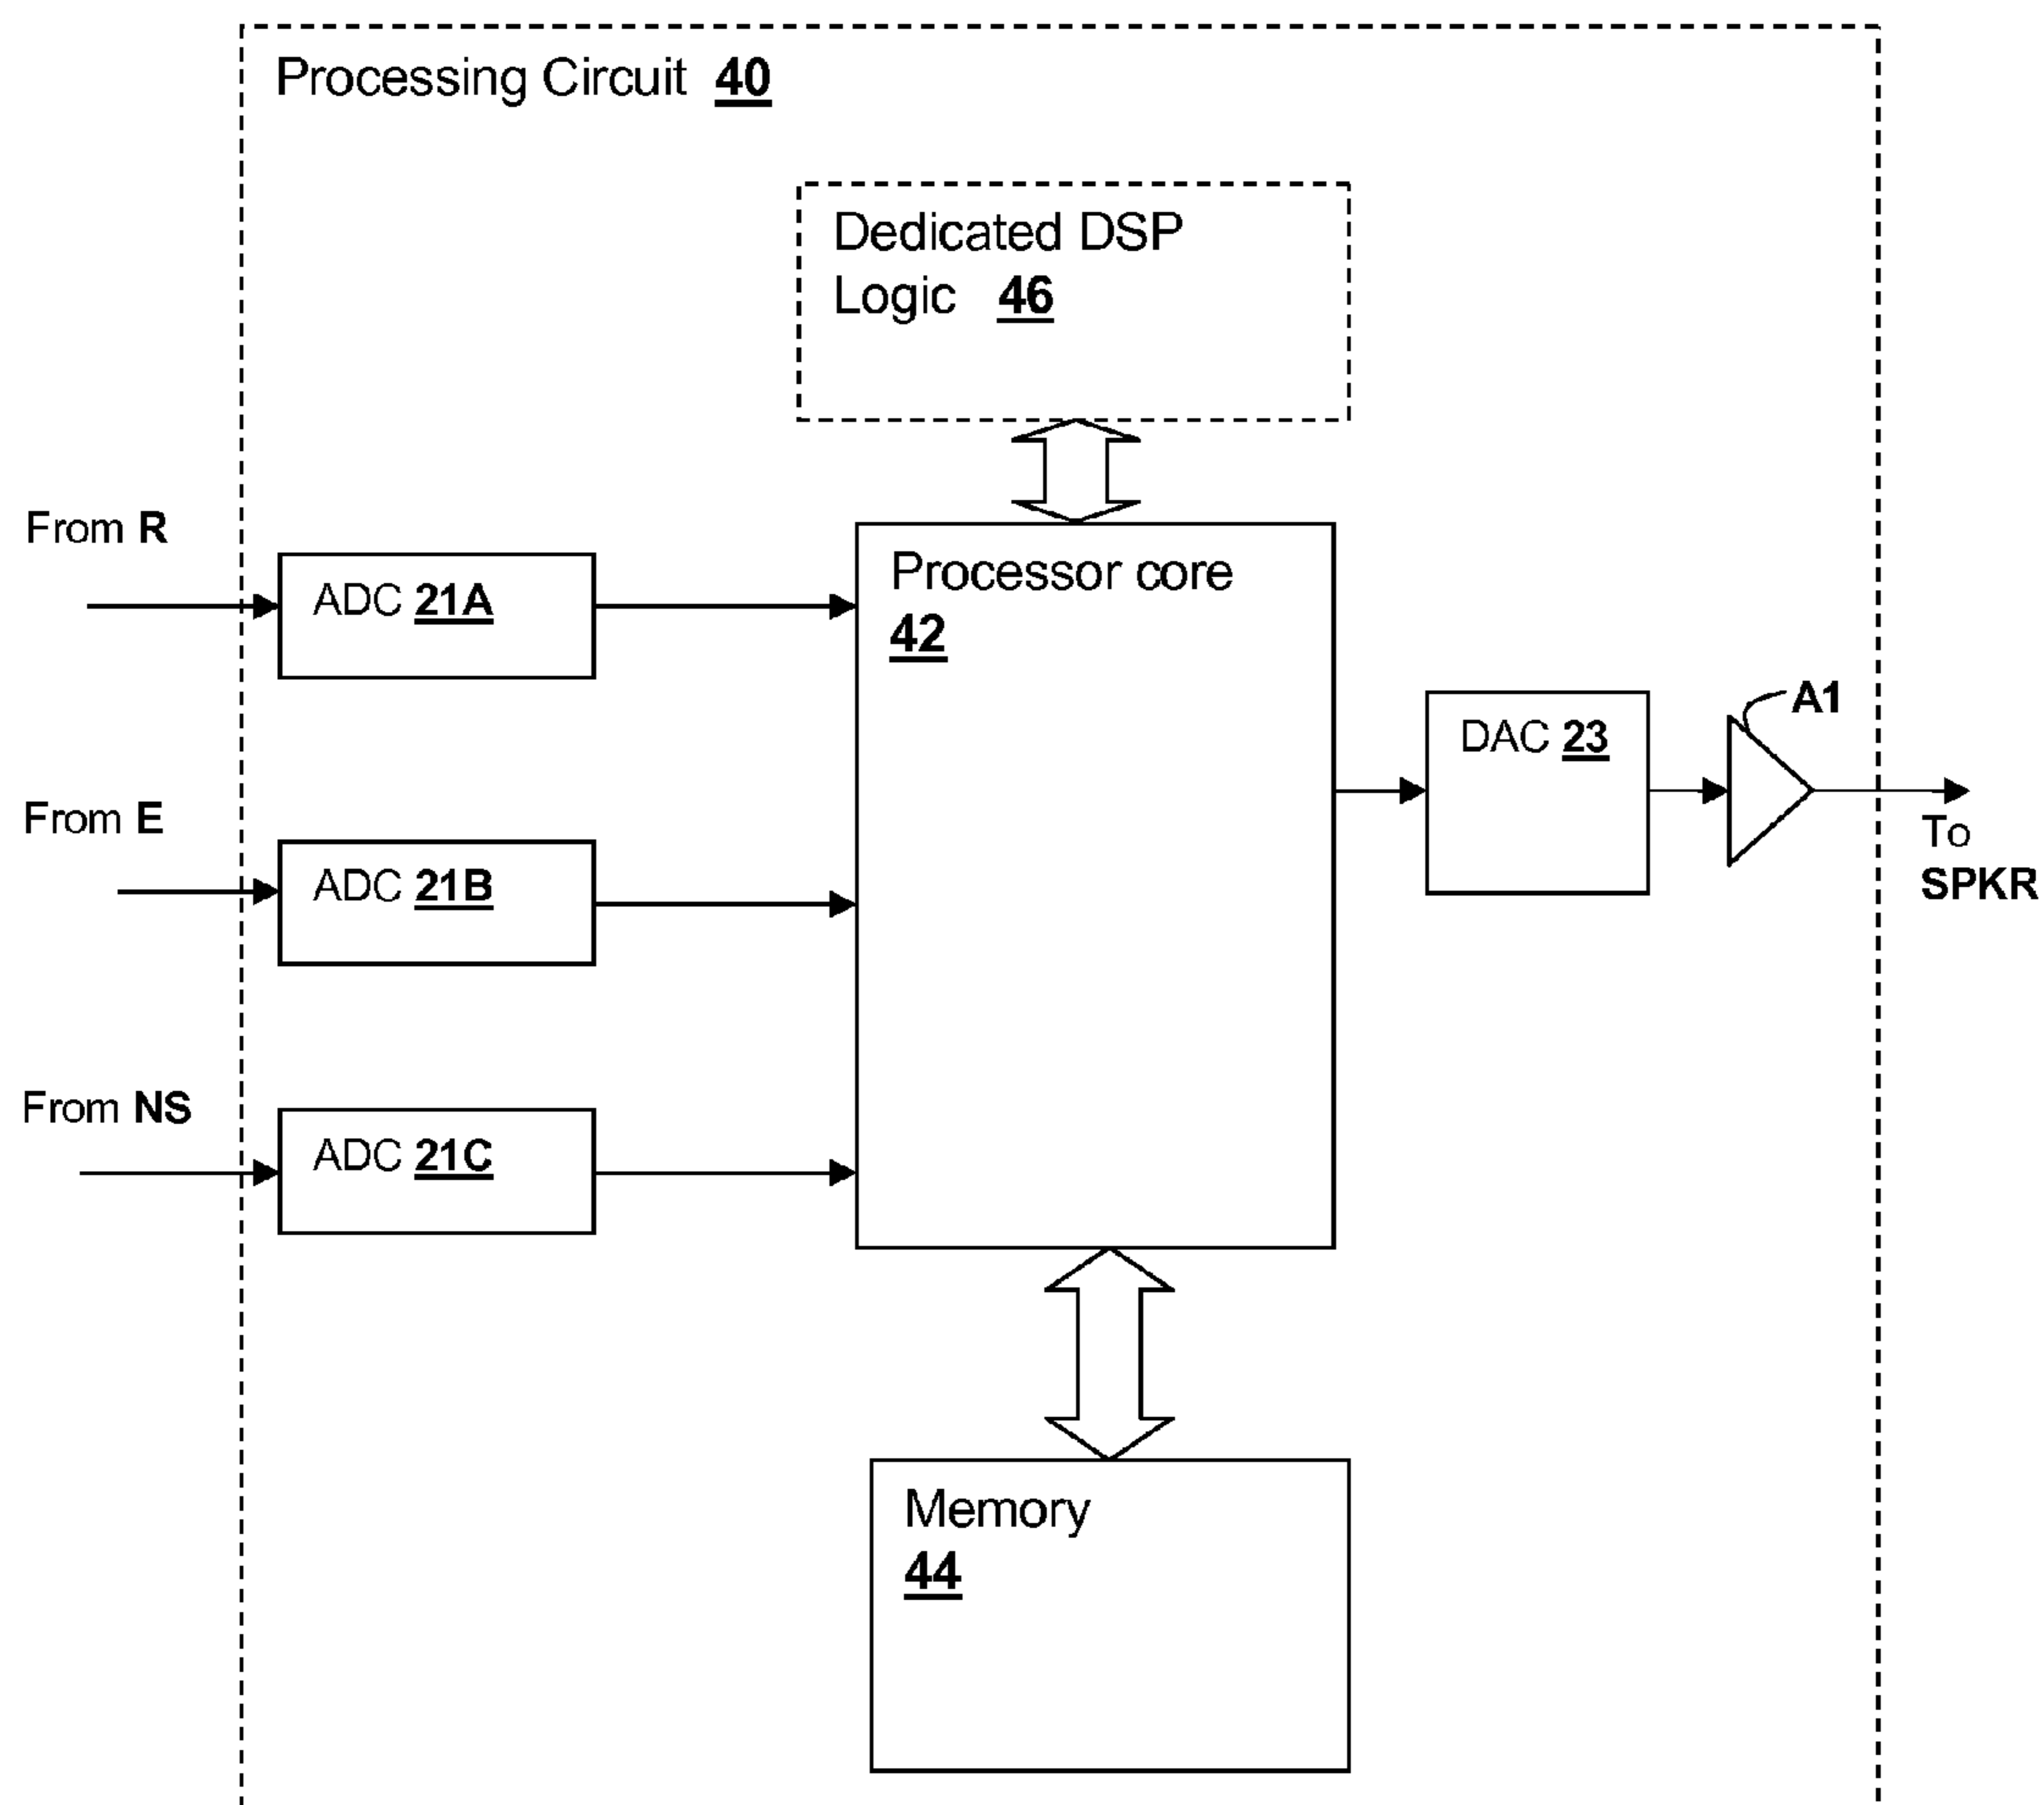 Processing Circuit 40
Dedicated DSP
Logic 46
From R
ADC 21A
Processor core
42
From E
ADC 21B
DAC 23
A1
To
SPKR
From NS
ADC 21C
Memory
44